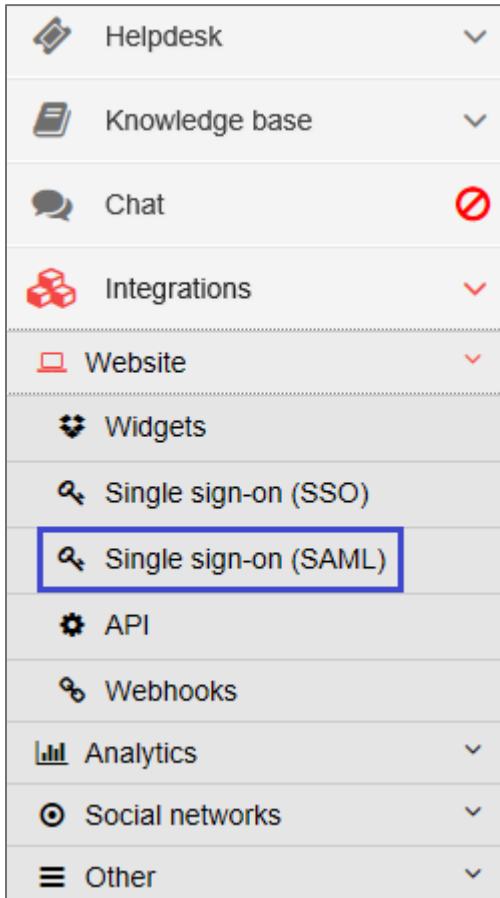 Helpdesk
Knowledge base
Chat
Integrations
Website
Widgets
Single sign-on (SSO)
Single sign-on (SAML)
API
Webhooks
Analytics
Social networks
Other